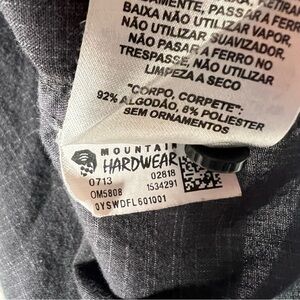 RETIRAR
PASSAR A FERRO
BAIXA NÃO UTILIZAR VAPOR,
NÃO UTILIZAR SUAVIZADOR,
NÃO PASAR A FERRO NO
TRESPASSE, NÃO UTILIZAR
LIMPEZA A SECO
"CORPO, CORPETE":
92% ALGODÃO, 8% POLIESTER
SEM ORNAMENTOS
MOUNTAIN
HARDWEAR
0713 02618
OM5808 1534291
0YSWDFL601001